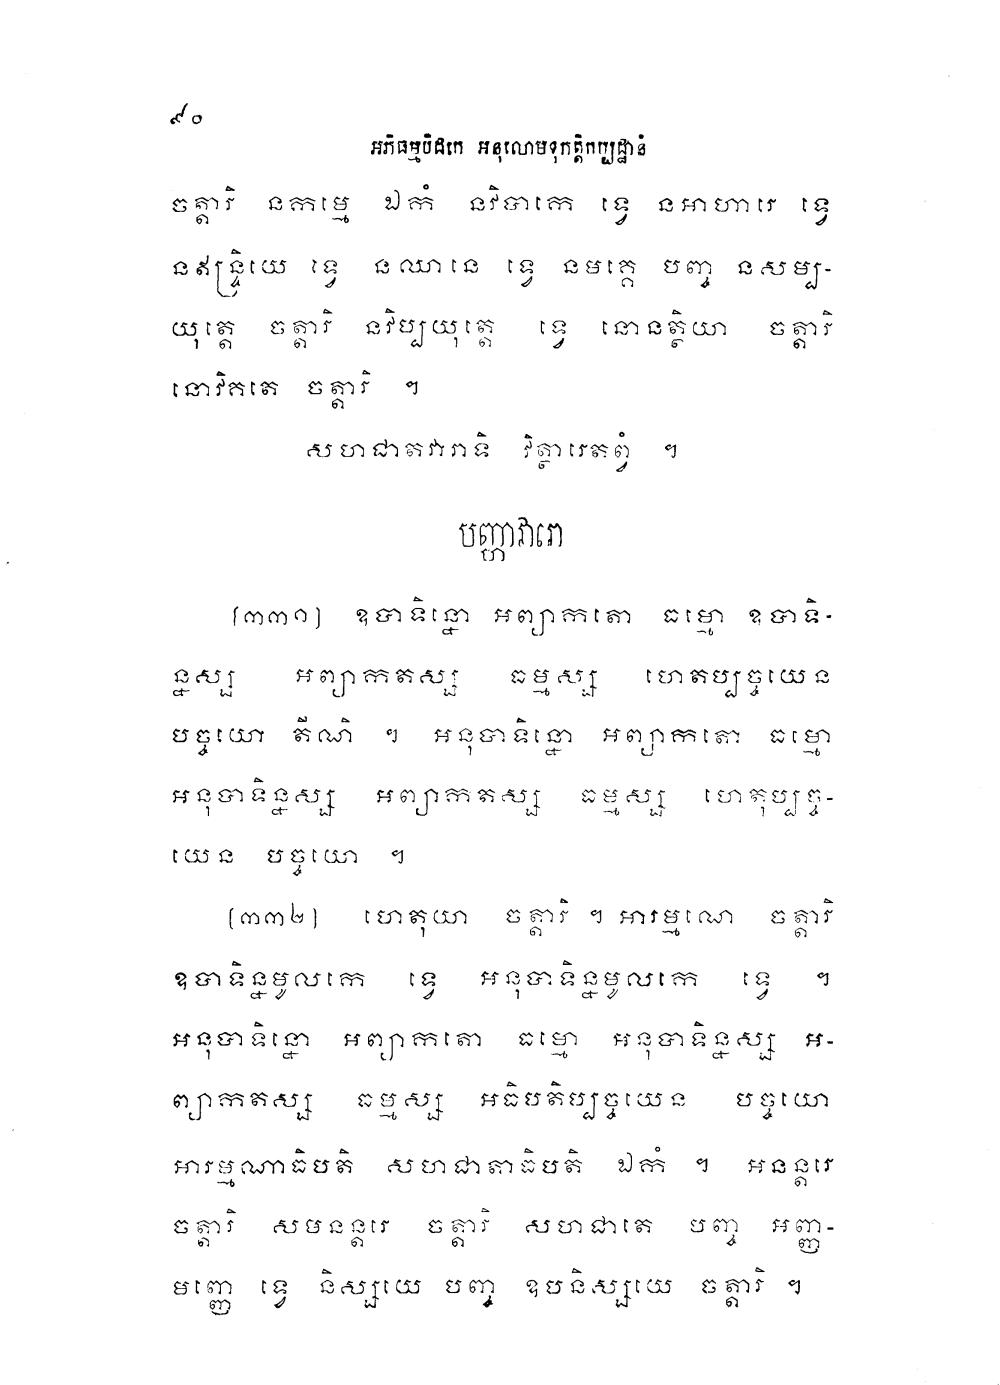 ៩០
អភិធម្មបិដកេ អនុលោមទុកត្តិកប្បដ្ឋានំ
ចត្តារិ នកម្មេ ឯកំ នវិបាកេ ទ្វេ នអាហារេ ទ្វេ
នឥន្ទ្រិយេ ទ្វេ នឈានេ ទ្វេ នមគ្គេ បញ្ច នសម្ប-
យុត្តេ ចត្តារិ នវិប្បយុត្តេ ទ្វេ នោនត្ថិយា ចត្តារិ
នោវិគតេ ចត្តារិ ។
សហជាតវារាទិ វិត្ថារេតព្វំ ។
បញ្ហាវារោ
[៣៣១] ឧបាទិន្នោ អព្យាកតោ ធម្មោ ឧបាទិ-
ន្នស្ស អព្យាកតស្ស ធម្មស្ស ហេតប្បច្ចយេន
បច្ចយោ តីណិ ។ អនុបាទិន្នោ អព្យាកតោ ធម្មោ
អនុបាទិន្នស្ស អព្យាកតស្ស ធម្មស្ស ហេតុប្បច្ច-
យេន បច្ចយោ ។
[៣៣២] ហេតុយា ចត្តារិ ។ អារម្មណេ ចត្តារិ
ឧបាទិន្នមូលកេ ទ្វេ អនុបាទិន្នមូលកេ ទ្វេ ។
អនុបាទិន្នោ អព្យាកតោ ធម្មោ អនុបាទិន្នស្ស អ-
ព្យាកតស្ស ធម្មស្ស អធិបតិប្បច្ចយេន បច្ចយោ
អារម្មណាធិបតិ សហជាតាធិបតិ ឯកំ ។ អនន្តរេ
ចត្តារិ សមនន្តរេ ចត្តារិ សហជាតេ បញ្ច អញ្ញ-
មញ្ញេ ទ្វេ និស្សយេ បញ្ច ឧបនិស្សយេ ចត្តារិ ។